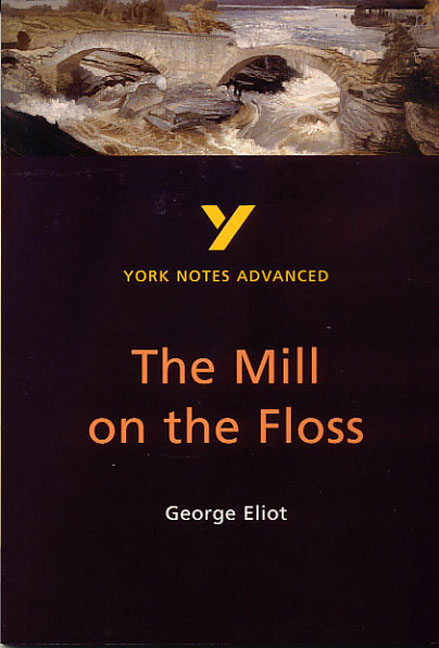 YORK NOTES ADVANCED
The Mill
on the Floss
George Eliot